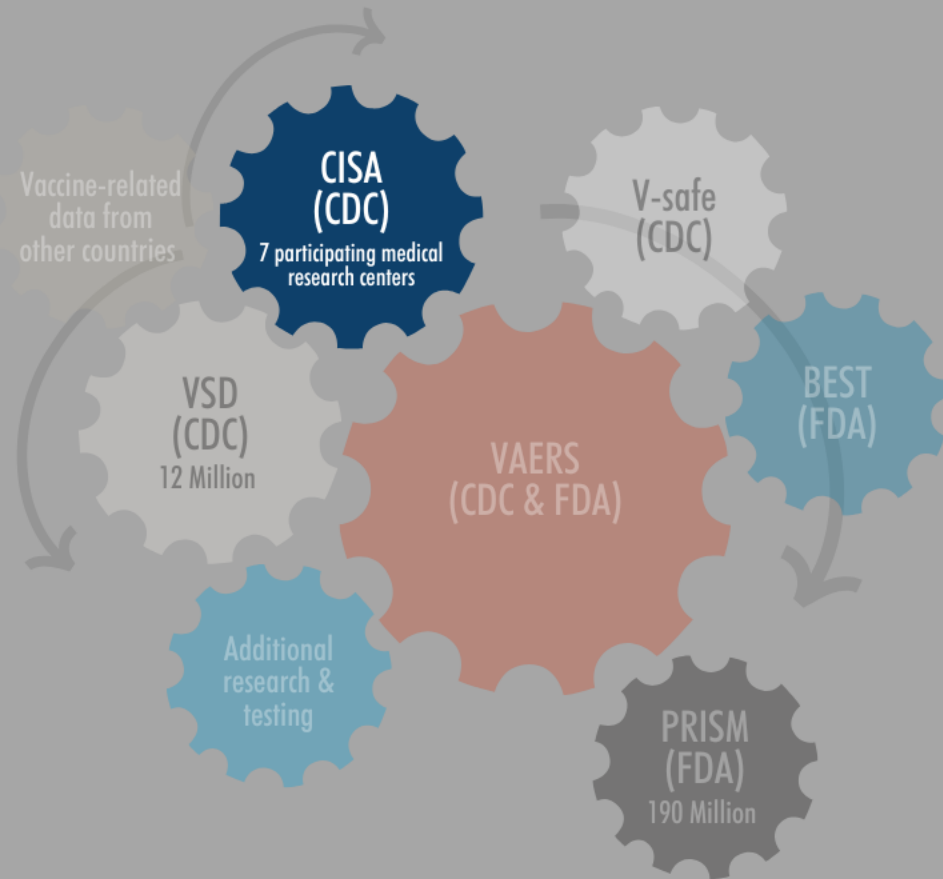 CISA
(CDC)
7 participating medical
research centers
Vaccine-related
data from
other countries
V-safe
(CDC)
VSD
(CDC)
12 Million
BEST
(FDA)
VAERS
(CDC & FDA)
Additional
research &
testing
PRISM
(FDA)
190 Million